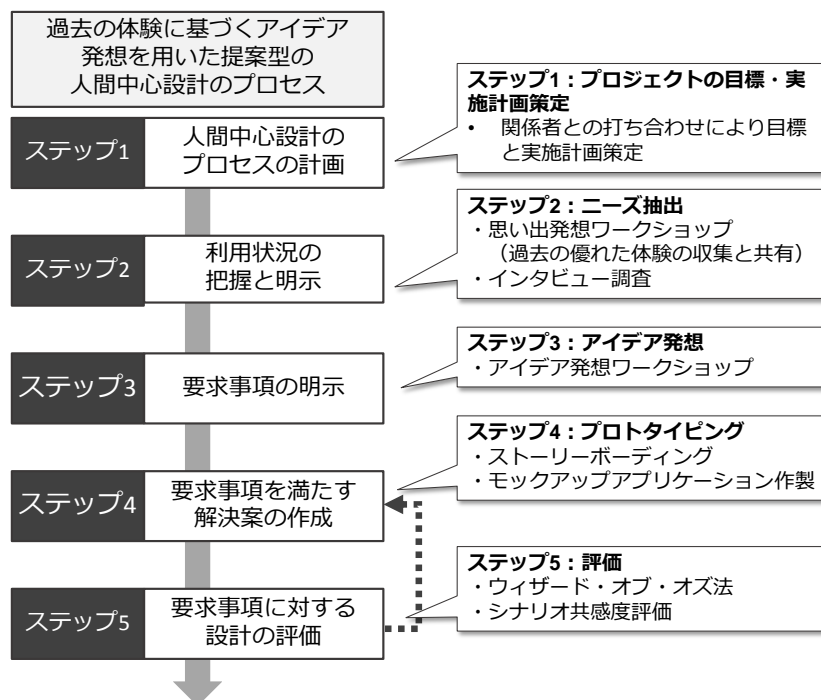 過去の体験に基づくアイデア
発想を用いた提案型の
人間中心設計のプロセス
ステップ1
人間中心設計の
プロセスの計画
ステップ1：プロジェクトの目標・実
施計画策定
• 関係者との打ち合わせにより目標
と実施計画策定
ステップ2
利用状況の
把握と明示
ステップ2：ニーズ抽出
・思い出発想ワークショップ
（過去の優れた体験の収集と共有）
・インタビュー調査
ステップ3
要求事項の明示
ステップ3：アイデア発想
・アイデア発想ワークショップ
ステップ4
要求事項を満たす
解決案の作成
ステップ4：プロトタイピング
・ストーリーボーディング
・モックアップアプリケーション作製
ステップ5
要求事項に対する
設計の評価
ステップ5：評価
・ウィザード・オブ・オズ法
・シナリオ共感度評価